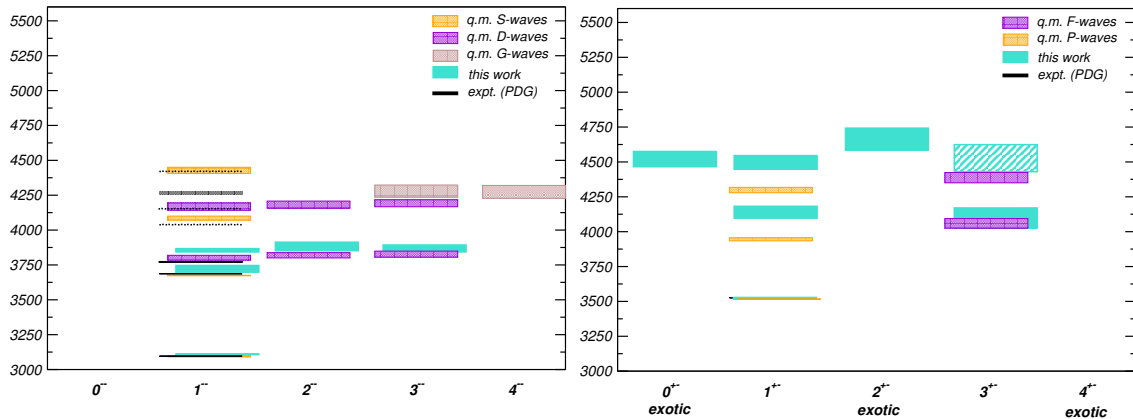 5500
5250
5000
4750
4500
4250
4000
3750
3500
3250
3000
q.m. S-waves
q.m. D-waves
q.m. G-waves
this work
expt. (PDG)
0--
1--
2--
3--
4--
5500
5250
5000
4750
4500
4250
4000
3750
3500
3250
3000
q.m. F-waves
q.m. P-waves
this work
expt. (PDG)
0+-
1+-
2+-
3+-
4+-
exotic
exotic
exotic